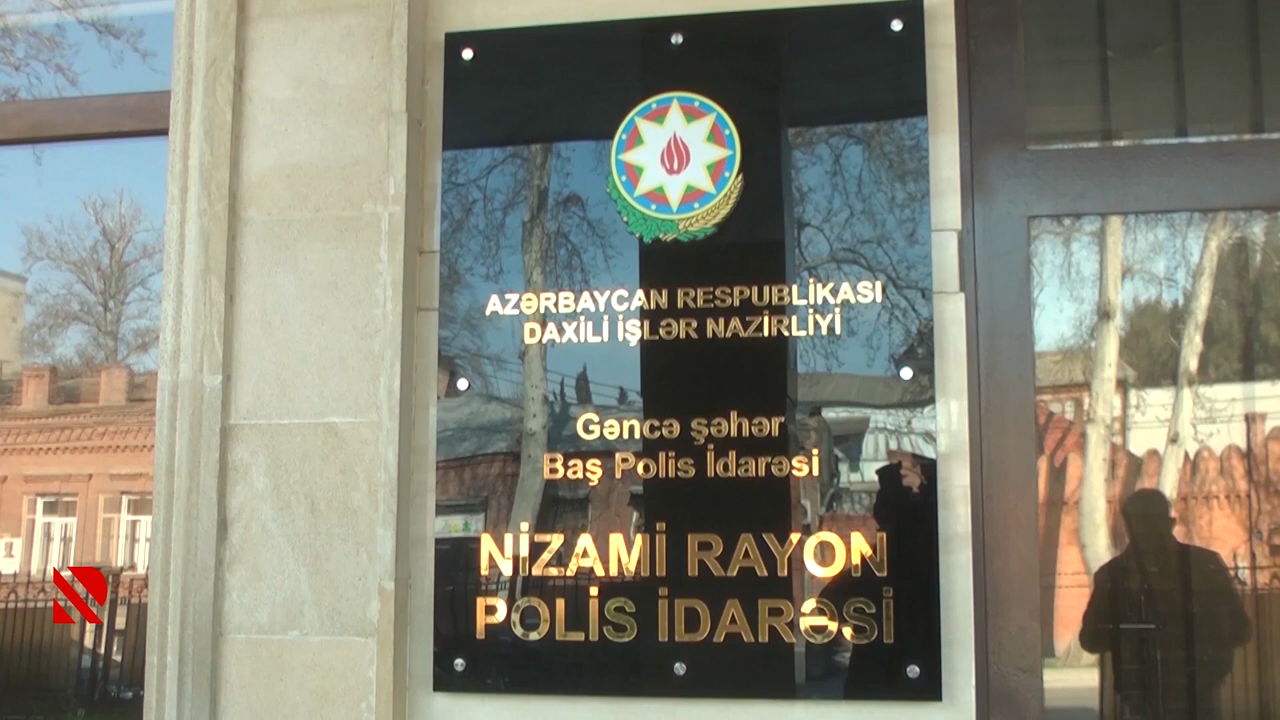 AZƏRBAYCAN RESPUBLİKASI
DAXİLİ İŞLƏR NAZİRLİYİ
Gəncə şəhər
Baş Polis İdarəsi
NİZAMİ RAYON
POLİS İDARƏSİ